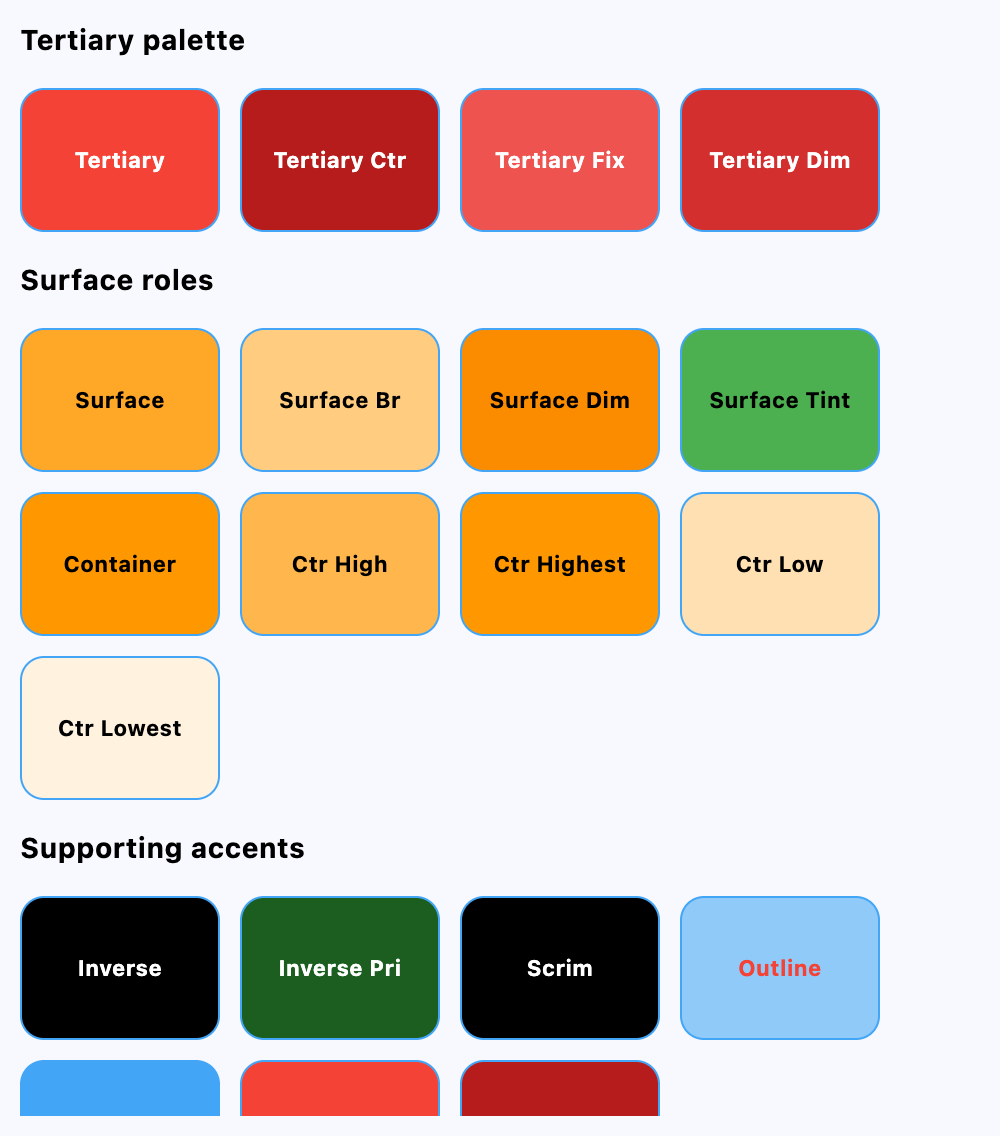 Tertiary palette
Tertiary
Tertiary Ctr
Tertiary Fix
Tertiary Dim
Surface roles
Surface
Surface Br
Surface Dim
Surface Tint
Container
Ctr High
Ctr Highest
Ctr Low
Ctr Lowest
Supporting accents
Inverse
Inverse Pri
Scrim
Outline